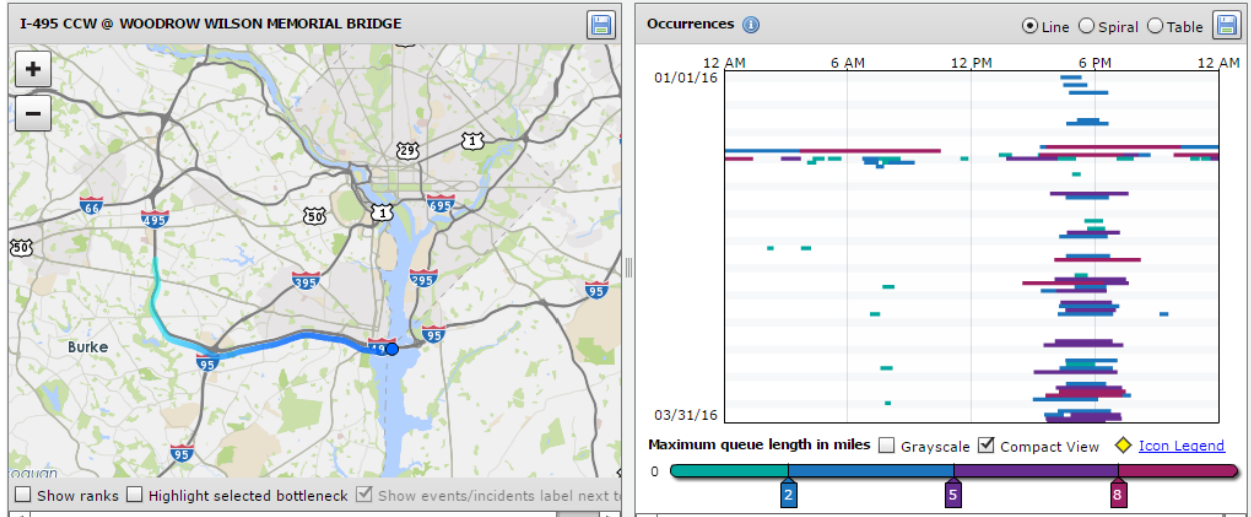 I-495 CCW @ WOODROW WILSON MEMORIAL BRIDGE
+
−
66
495
50
29
1
1
695
50
395
295
95
95
Burke
95
495
95
Show ranks Highlight selected bottleneck Show events/incidents label next t
Occurrences Line Spiral Table
12 AM 6 AM 12 PM 6 PM 12 AM
01/01/16
03/31/16
Maximum queue length in miles Grayscale Compact View Icon Legend
0
2 5 8